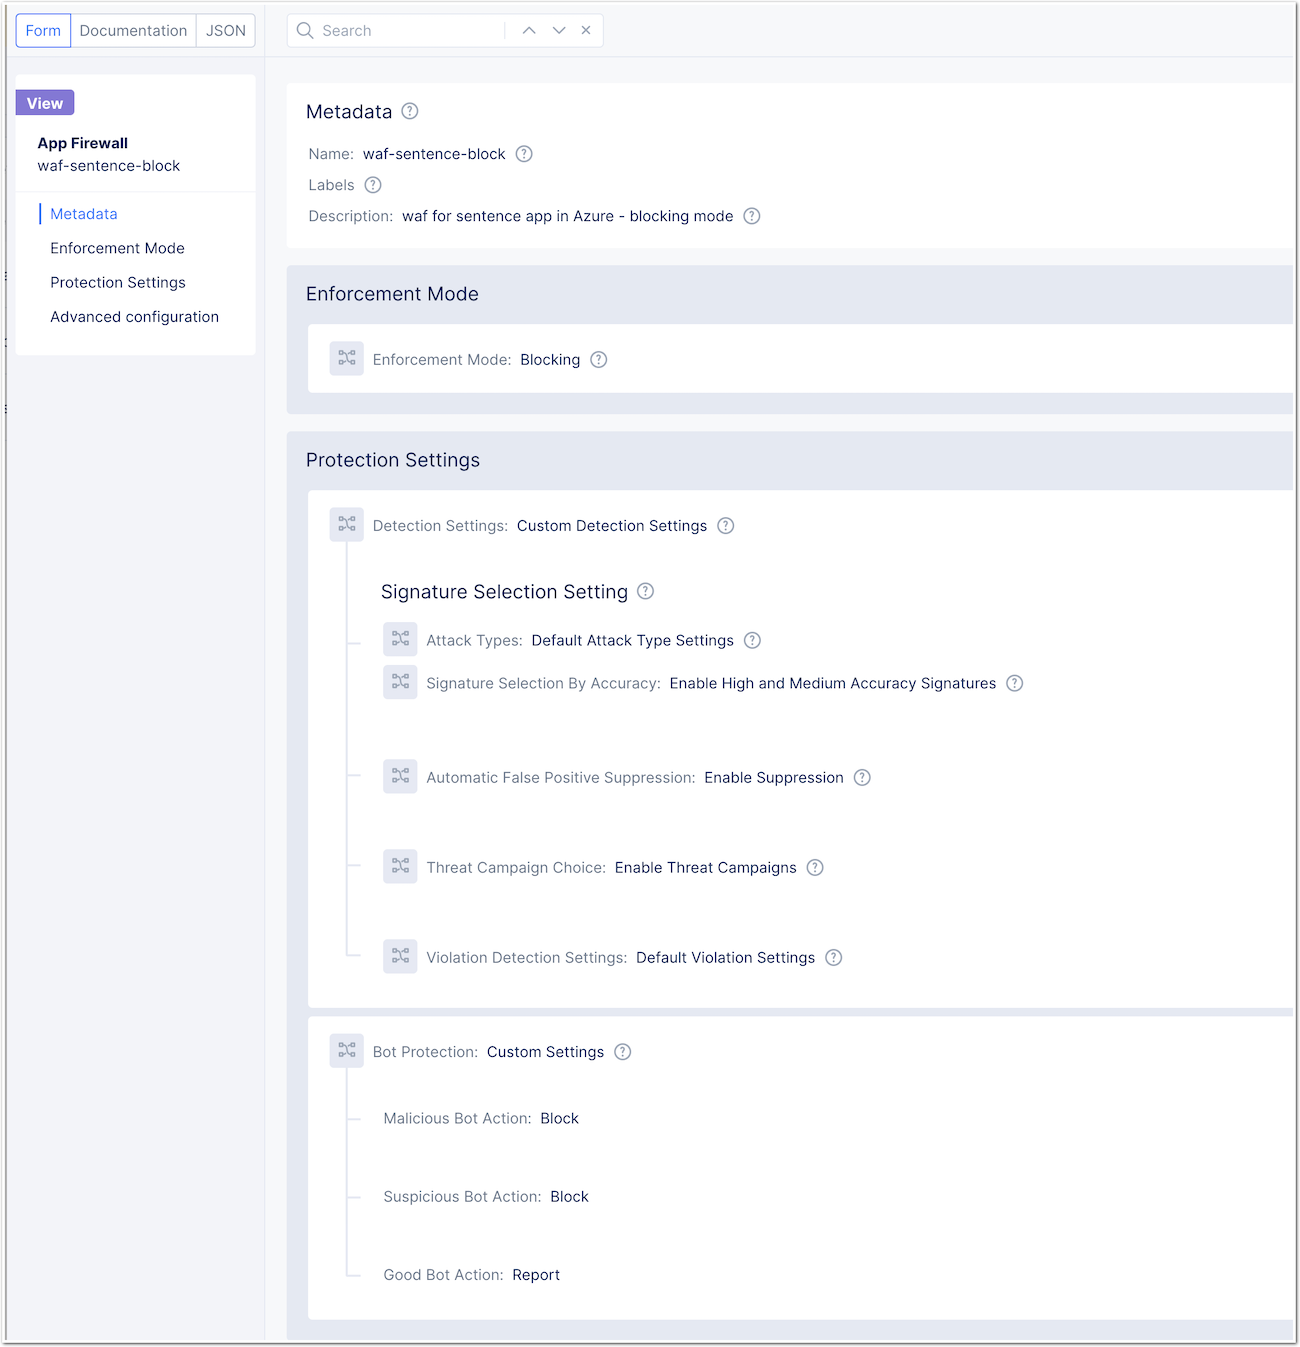 Form Documentation JSON
Search
View
App Firewall
waf-sentence-block
Metadata
Enforcement Mode
Protection Settings
Advanced configuration
Metadata
Name: waf-sentence-block
Labels
Description: waf for sentence app in Azure - blocking mode
Enforcement Mode
Enforcement Mode: Blocking
Protection Settings
Detection Settings: Custom Detection Settings
Signature Selection Setting
Attack Types: Default Attack Type Settings
Signature Selection By Accuracy: Enable High and Medium Accuracy Signatures
Automatic False Positive Suppression: Enable Suppression
Threat Campaign Choice: Enable Threat Campaigns
Violation Detection Settings: Default Violation Settings
Bot Protection: Custom Settings
Malicious Bot Action: Block
Suspicious Bot Action: Block
Good Bot Action: Report